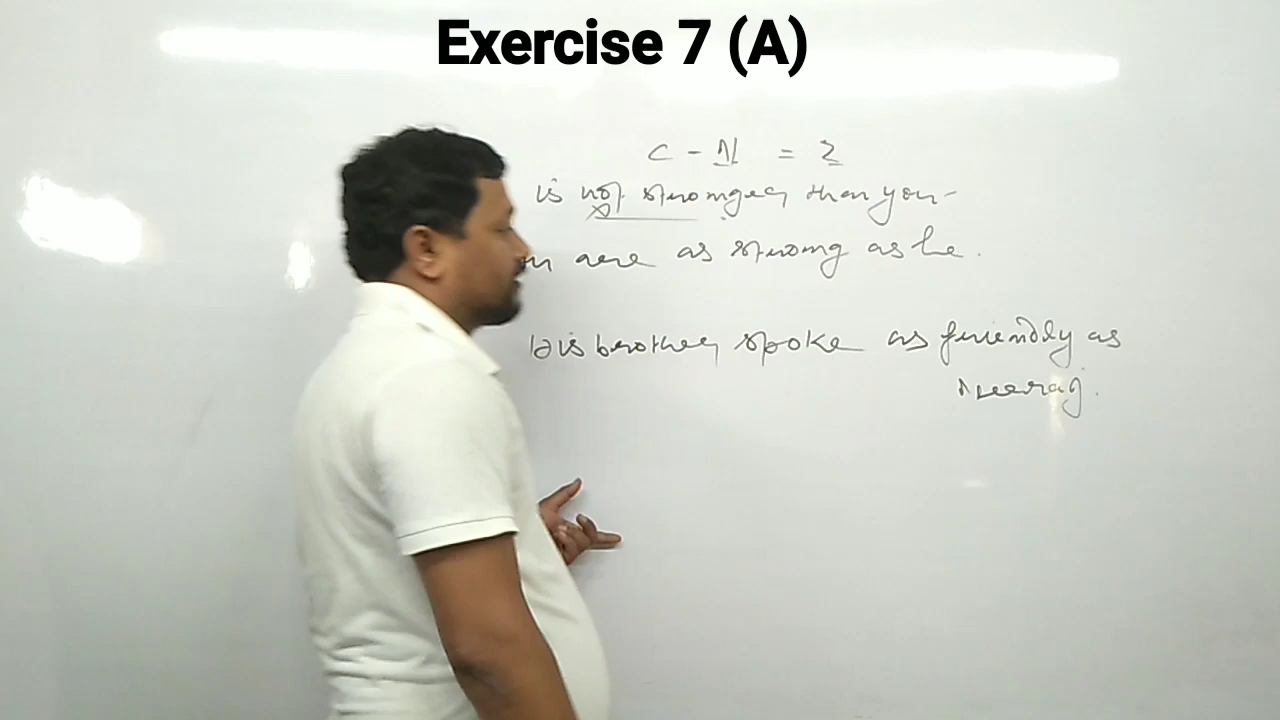 Exercise 7 (A)
C - N = 2
is not stronger than you -
are as strong as he.
His brother spoke as friendly as